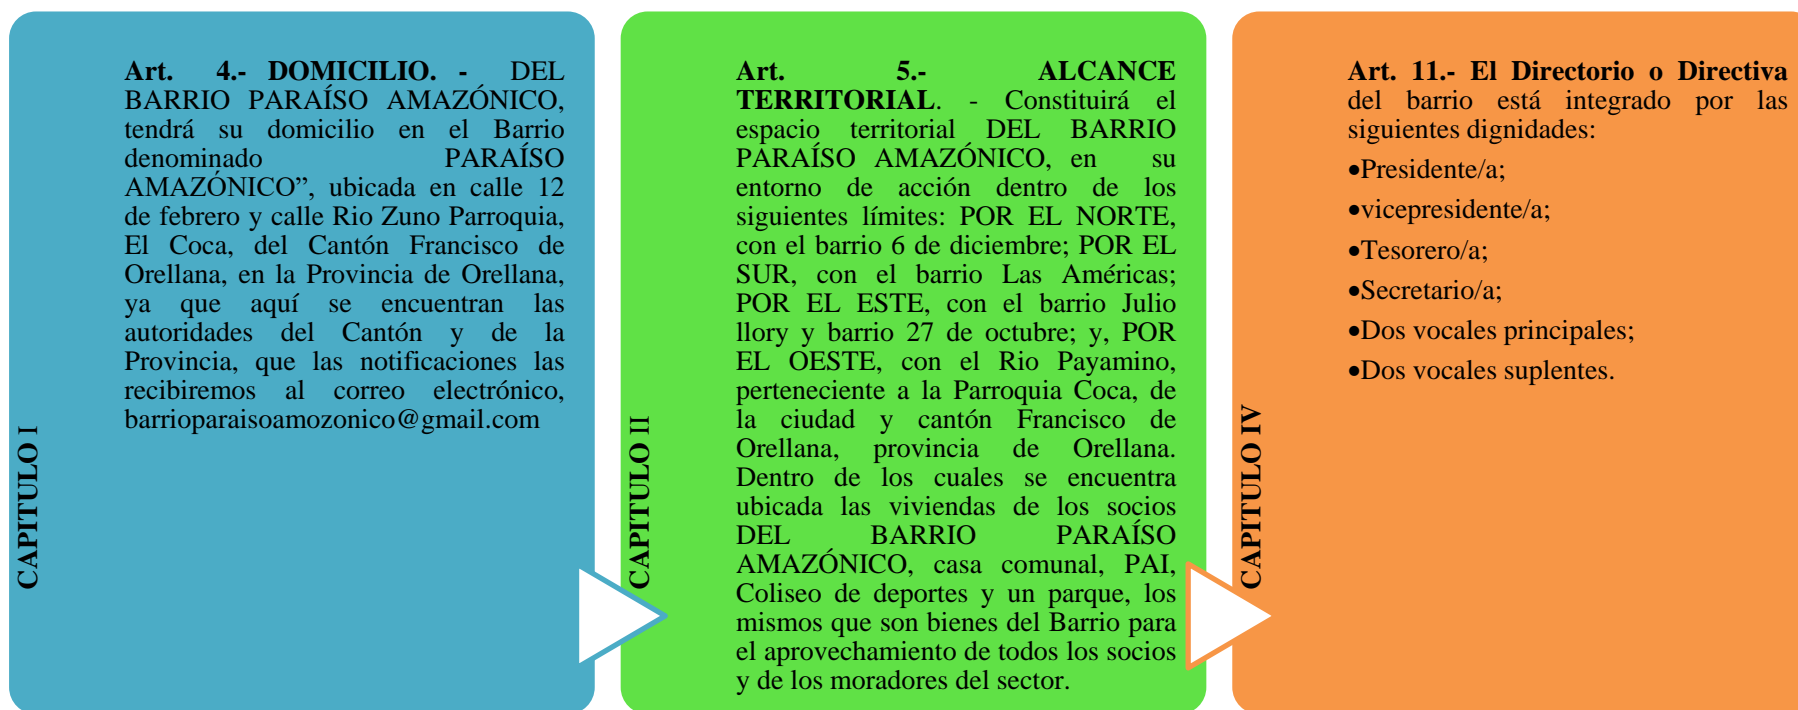 CAPITULO I
Art. 4.- DOMICILIO. - DEL
BARRIO PARAÍSO AMAZÓNICO,
tendrá su domicilio en el Barrio
denominado PARAÍSO
AMAZÓNICO”, ubicada en calle 12
de febrero y calle Rio Zuno Parroquia,
El Coca, del Cantón Francisco de
Orellana, en la Provincia de Orellana,
ya que aquí se encuentran las
autoridades del Cantón y de la
Provincia, que las notificaciones las
recibiremos al correo electrónico,
barrioparaisoamozonico@gmail.com
CAPITULO II
Art. 5.- ALCANCE
TERRITORIAL. - Constituirá el
espacio territorial DEL BARRIO
PARAÍSO AMAZÓNICO, en su
entorno de acción dentro de los
siguientes límites: POR EL NORTE,
con el barrio 6 de diciembre; POR EL
SUR, con el barrio Las Américas;
POR EL ESTE, con el barrio Julio
llory y barrio 27 de octubre; y, POR
EL OESTE, con el Rio Payamino,
perteneciente a la Parroquia Coca, de
la ciudad y cantón Francisco de
Orellana, provincia de Orellana.
Dentro de los cuales se encuentra
ubicada las viviendas de los socios
DEL BARRIO PARAÍSO
AMAZÓNICO, casa comunal, PAI,
Coliseo de deportes y un parque, los
mismos que son bienes del Barrio para
el aprovechamiento de todos los socios
y de los moradores del sector.
CAPITULO IV
Art. 11.- El Directorio o Directiva
del barrio está integrado por las
siguientes dignidades:
•Presidente/a;
•vicepresidente/a;
•Tesorero/a;
•Secretario/a;
•Dos vocales principales;
•Dos vocales suplentes.